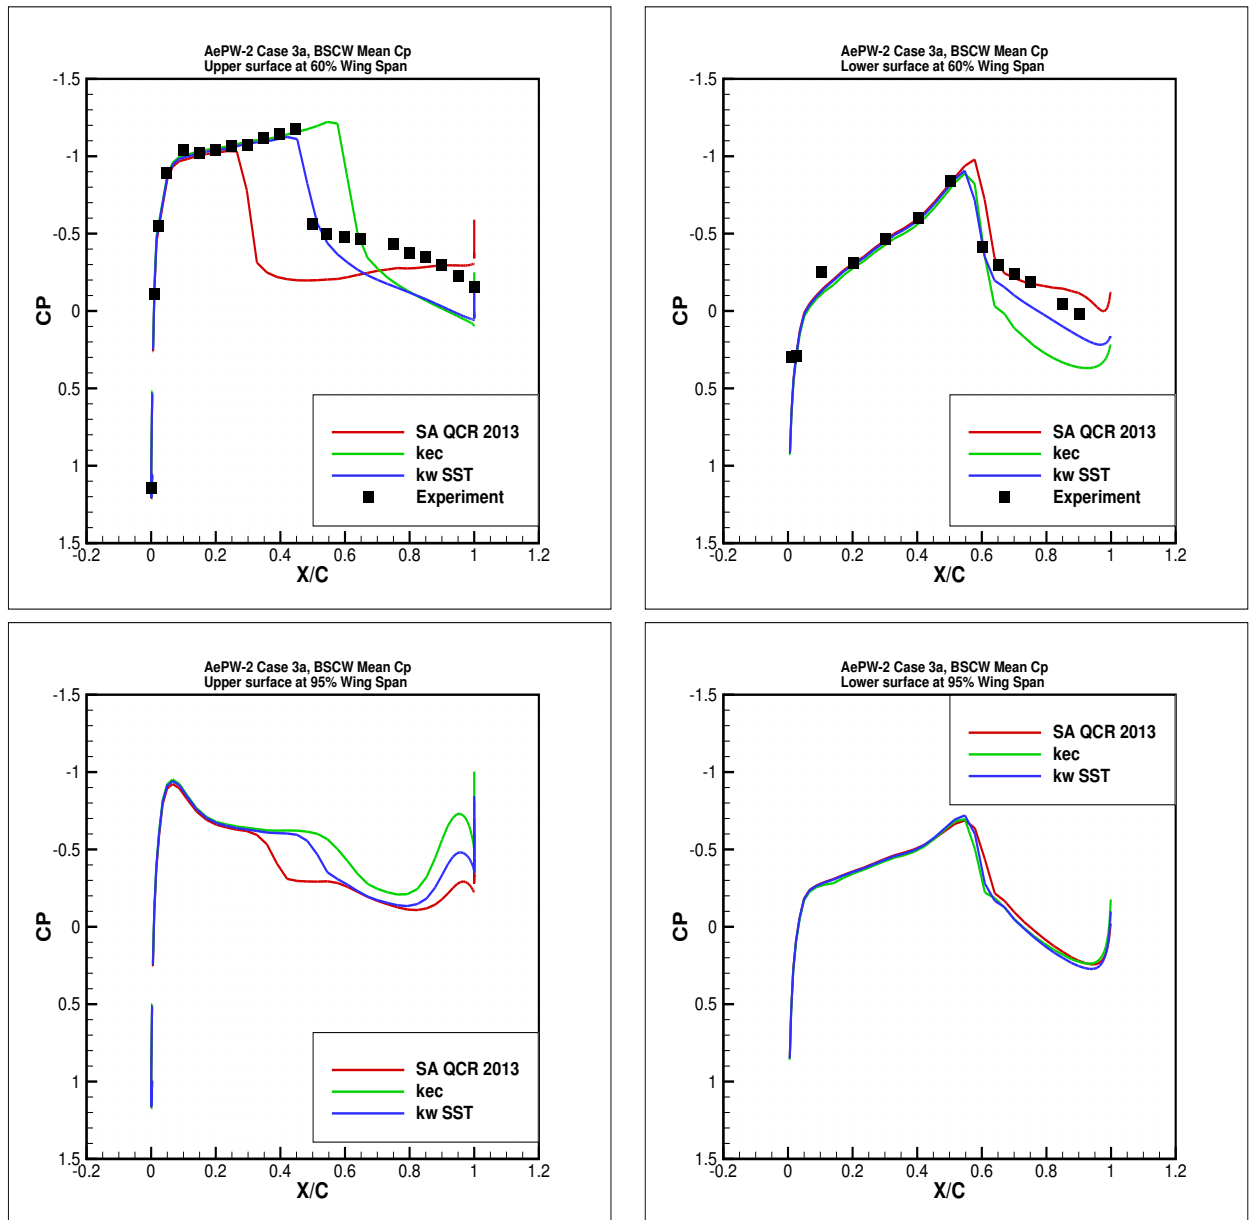 AePW-2 Case 3a, BSCW Mean Cp
Upper surface at 60% Wing Span
-1.5
-1
-0.5
0
0.5
1
1.5
CP
-0.2
0
0.2
0.4
0.6
0.8
1
1.2
X/C
SA QCR 2013
kec
kw SST
Experiment
AePW-2 Case 3a, BSCW Mean Cp
Lower surface at 60% Wing Span
-1.5
-1
-0.5
0
0.5
1
1.5
CP
-0.2
0
0.2
0.4
0.6
0.8
1
1.2
X/C
SA QCR 2013
kec
kw SST
Experiment
AePW-2 Case 3a, BSCW Mean Cp
Upper surface at 95% Wing Span
-1.5
-1
-0.5
0
0.5
1
1.5
CP
-0.2
0
0.2
0.4
0.6
0.8
1
1.2
X/C
SA QCR 2013
kec
kw SST
AePW-2 Case 3a, BSCW Mean Cp
Lower surface at 95% Wing Span
-1.5
-1
-0.5
0
0.5
1
1.5
CP
-0.2
0
0.2
0.4
0.6
0.8
1
1.2
X/C
SA QCR 2013
kec
kw SST